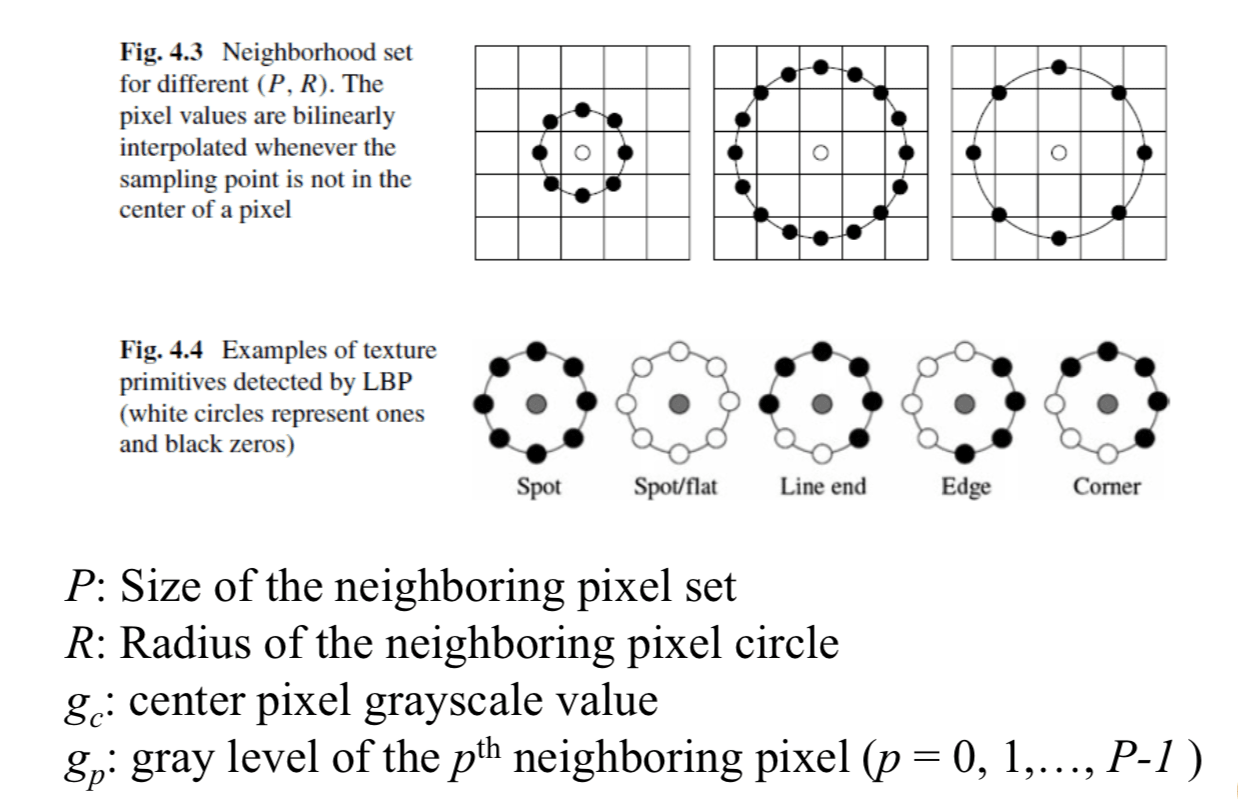 Fig. 4.3 Neighborhood set
for different (P, R). The
pixel values are bilinearly
interpolated whenever the
sampling point is not in the
center of a pixel
Fig. 4.4 Examples of texture
primitives detected by LBP
(white circles represent ones
and black zeros)
Spot Spot/flat Line end Edge Corner
P: Size of the neighboring pixel set
R: Radius of the neighboring pixel circle
g_c: center pixel grayscale value
g_p: gray level of the p^th neighboring pixel (p = 0, 1,…, P-1 )